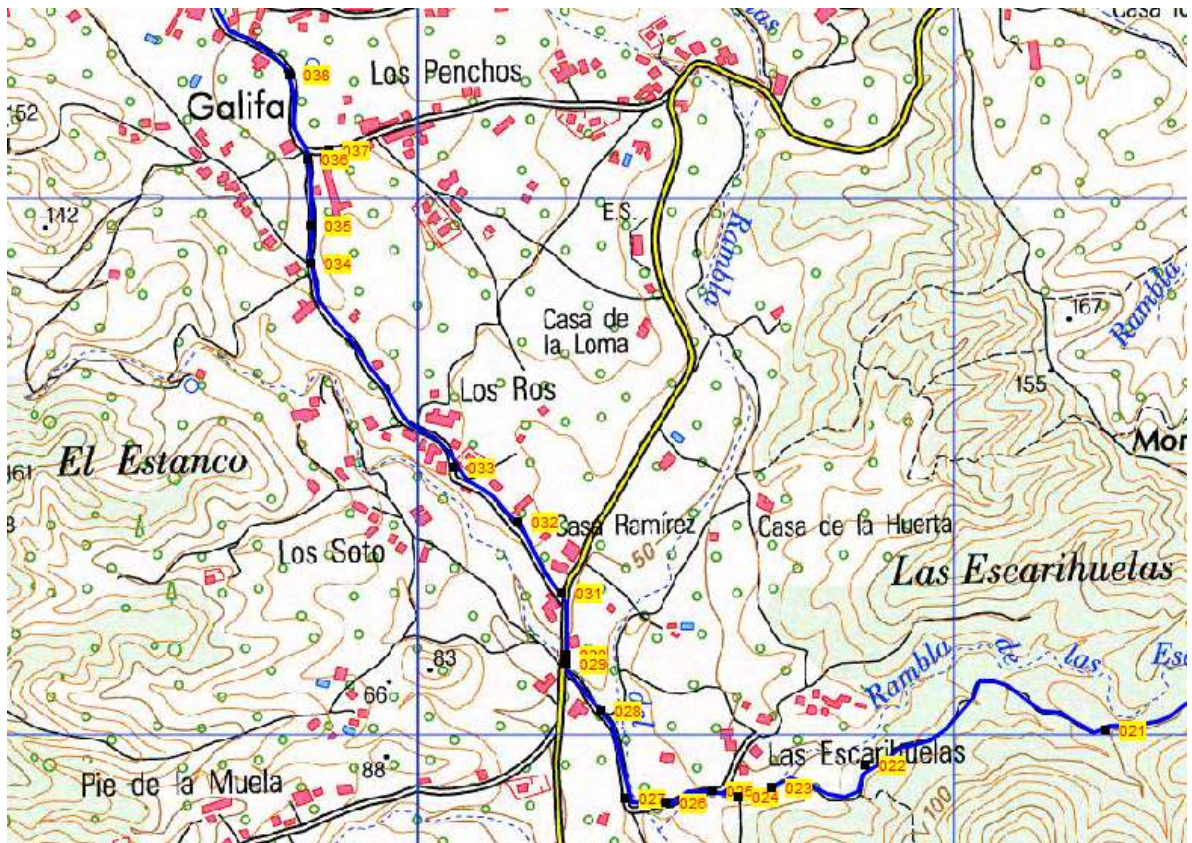 las
Casa
038
Los Penchos
Galifa
152
037
036
E.S.
142
035
Rambla
034
Casa de
la Loma
167
Rambla
155
Los Ros
Mor
El Estanco
033
032
Casa Ramírez
Casa de la Huerta
50
Los Soto
Las Escarihuelas
031
029
83
Rambla
de
las
Esc
66
028
021
Las Escarihuelas
88
022
Pie de la Muela
027
026
025
024
023
100